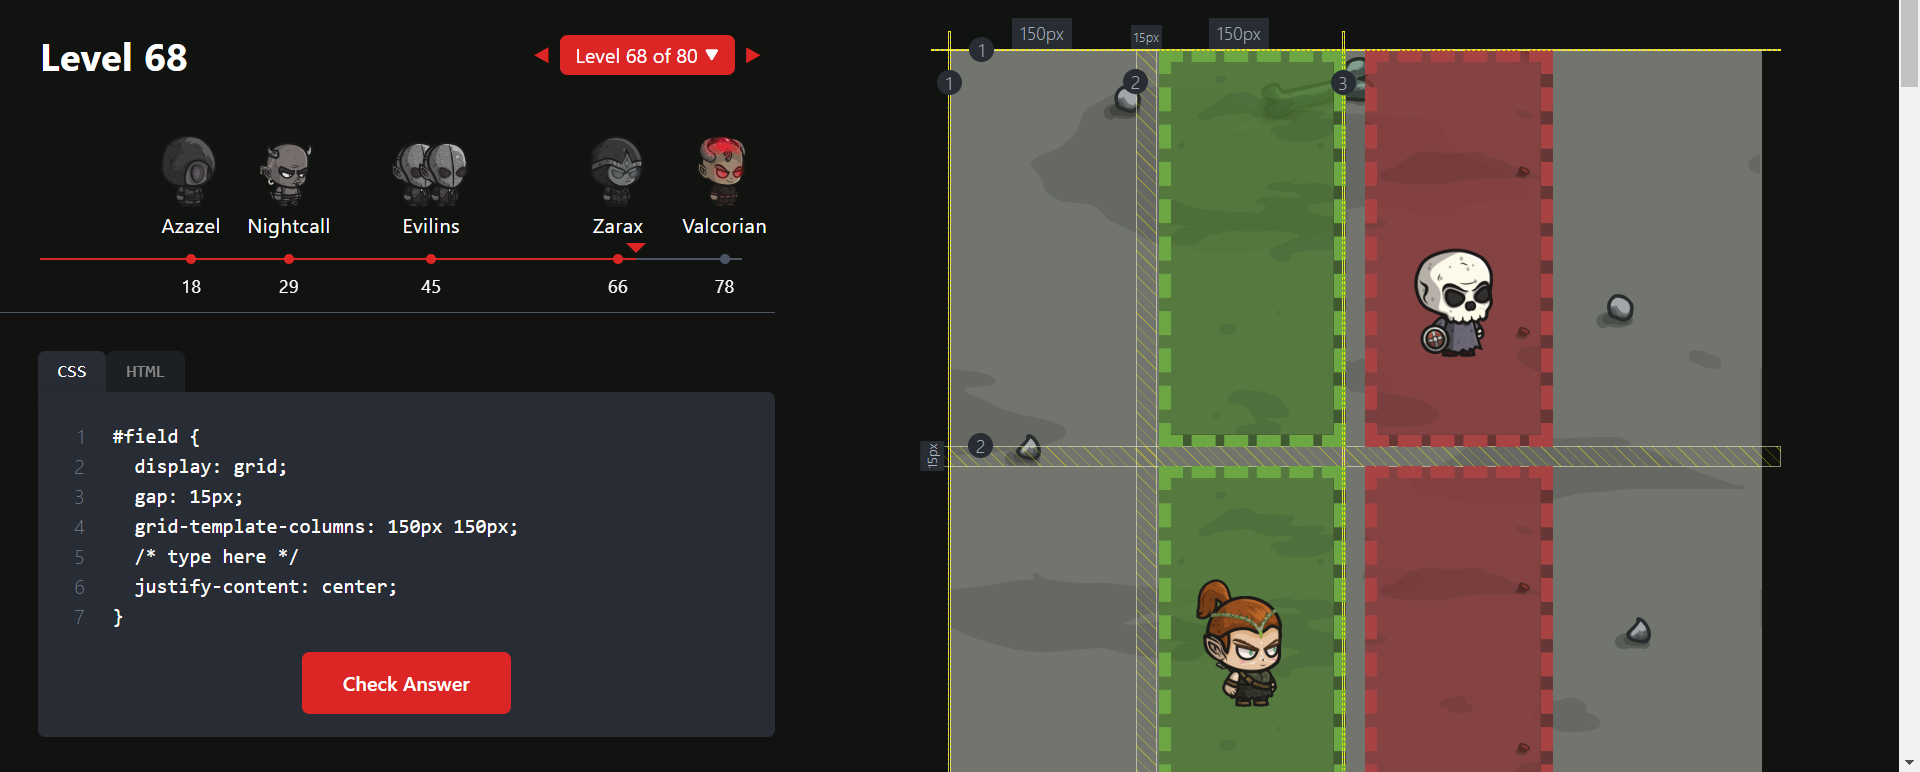 Level 68
Level 68 of 80 ▼
Azazel
Nightcall
Evilins
Zarax
Valcorian
18
29
45
66
78
CSS
HTML
1 #field {
2 display: grid;
3 gap: 15px;
4 grid-template-columns: 150px 150px;
5 /* type here */
6 justify-content: center;
7 }
Check Answer
150px
15px
150px
1
1
2
3
15px
2